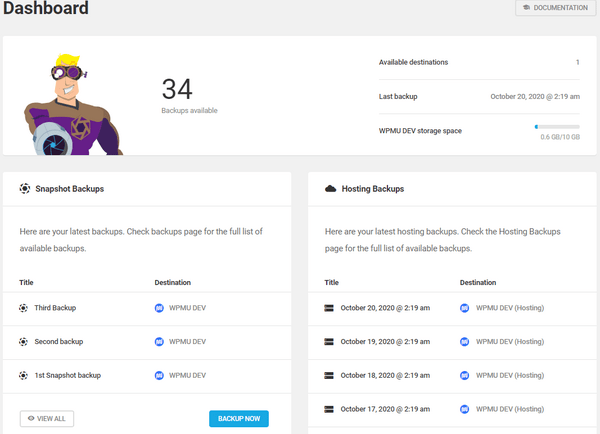 Dashboard
DOCUMENTATION
34
Backups available
Available destinations 1
Last backup October 20, 2020 @ 2:19 am
WPMU DEV storage space
0.6 GB/10 GB
Snapshot Backups
Here are your latest backups. Check backups page for the full list of
available backups.
Title Destination
Third Backup WPMU DEV
Second backup WPMU DEV
1st Snapshot backup WPMU DEV
VIEW ALL
BACKUP NOW
Hosting Backups
Here are your latest hosting backups. Check the Hosting Backups
page for the full list of available backups.
Title Destination
October 20, 2020 @ 2:19 am WPMU DEV (Hosting)
October 19, 2020 @ 2:19 am WPMU DEV (Hosting)
October 18, 2020 @ 2:19 am WPMU DEV (Hosting)
October 17, 2020 @ 2:19 am WPMU DEV (Hosting)